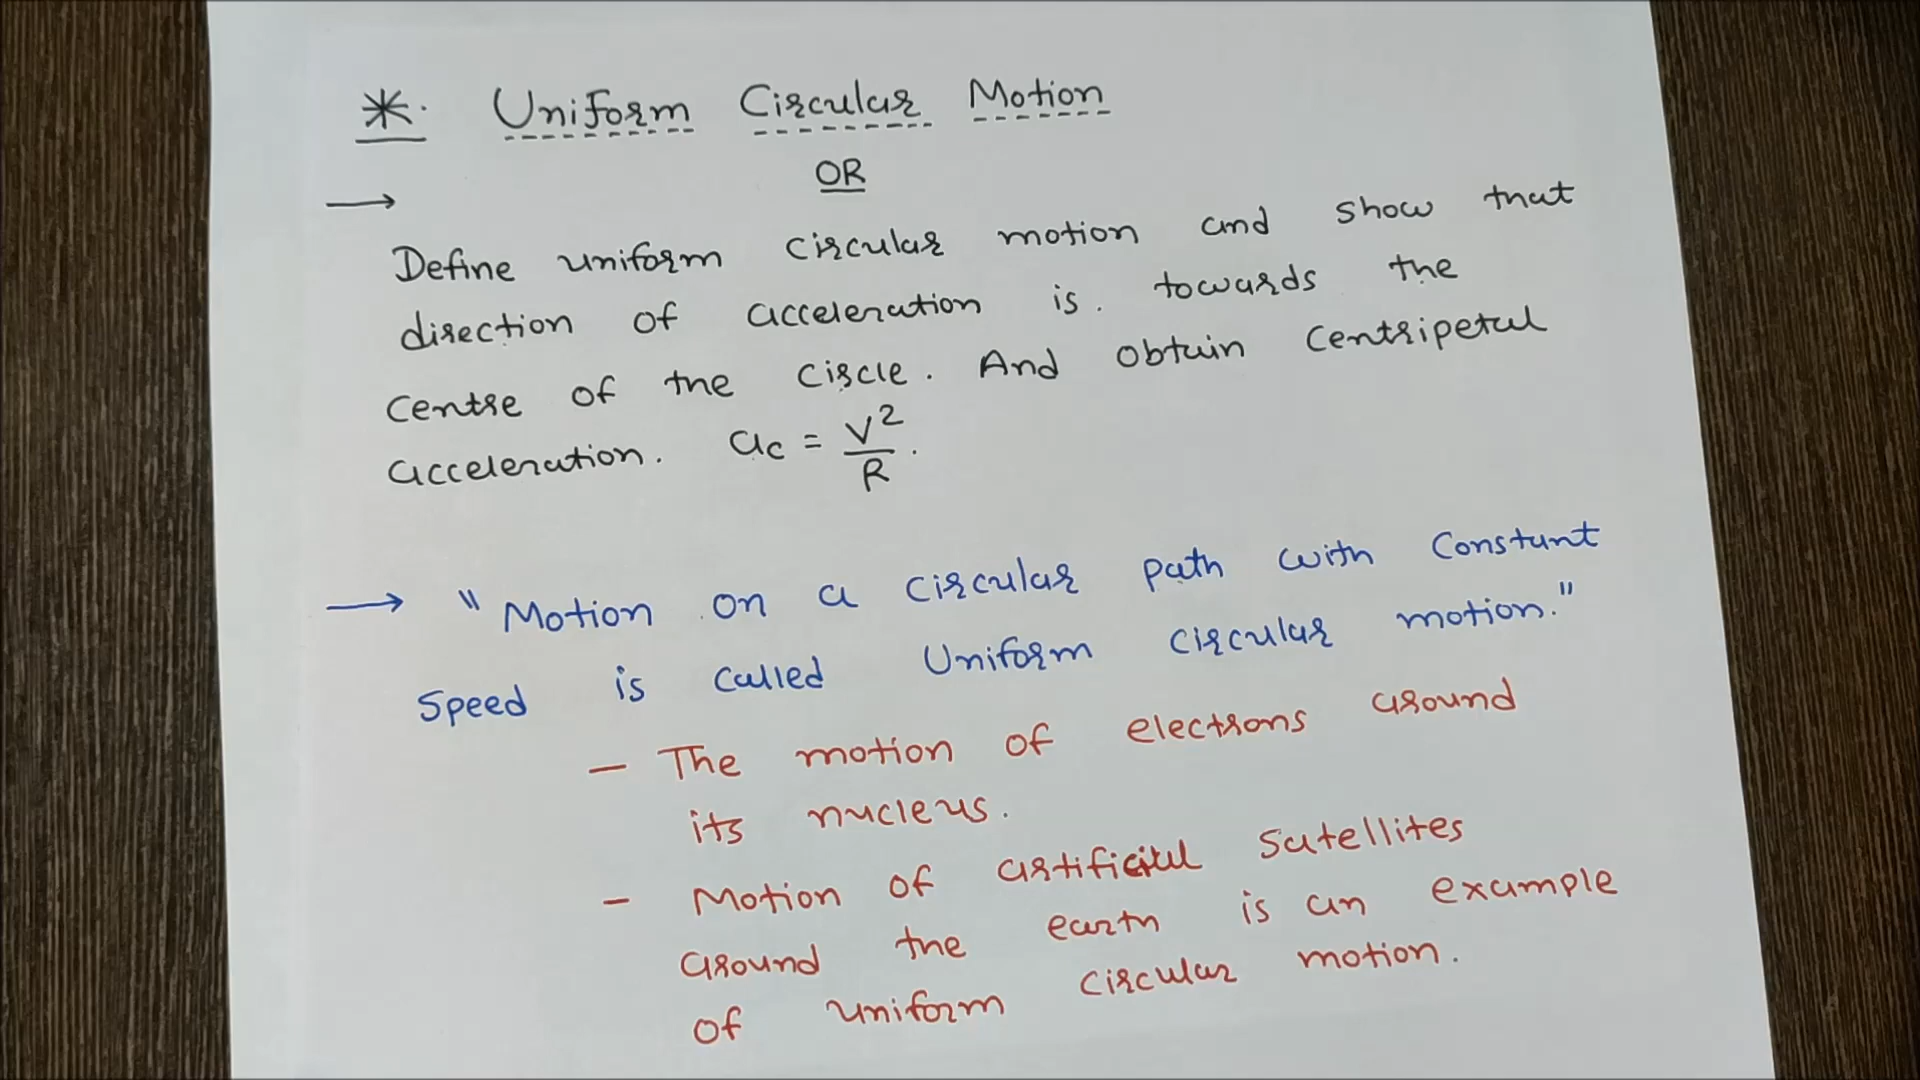 *. Uniform Circular Motion
OR
→
Define uniform circular motion and show that
direction of acceleration is. towards the
centre of the circle. And obtain centripetal
acceleration. ac = V²/R.
→ "Motion on a circular path with constant
speed is called Uniform circular motion."
- The motion of electrons around
its nucleus.
- Motion of artificial satellites
around the earth is an example
of uniform circular motion.